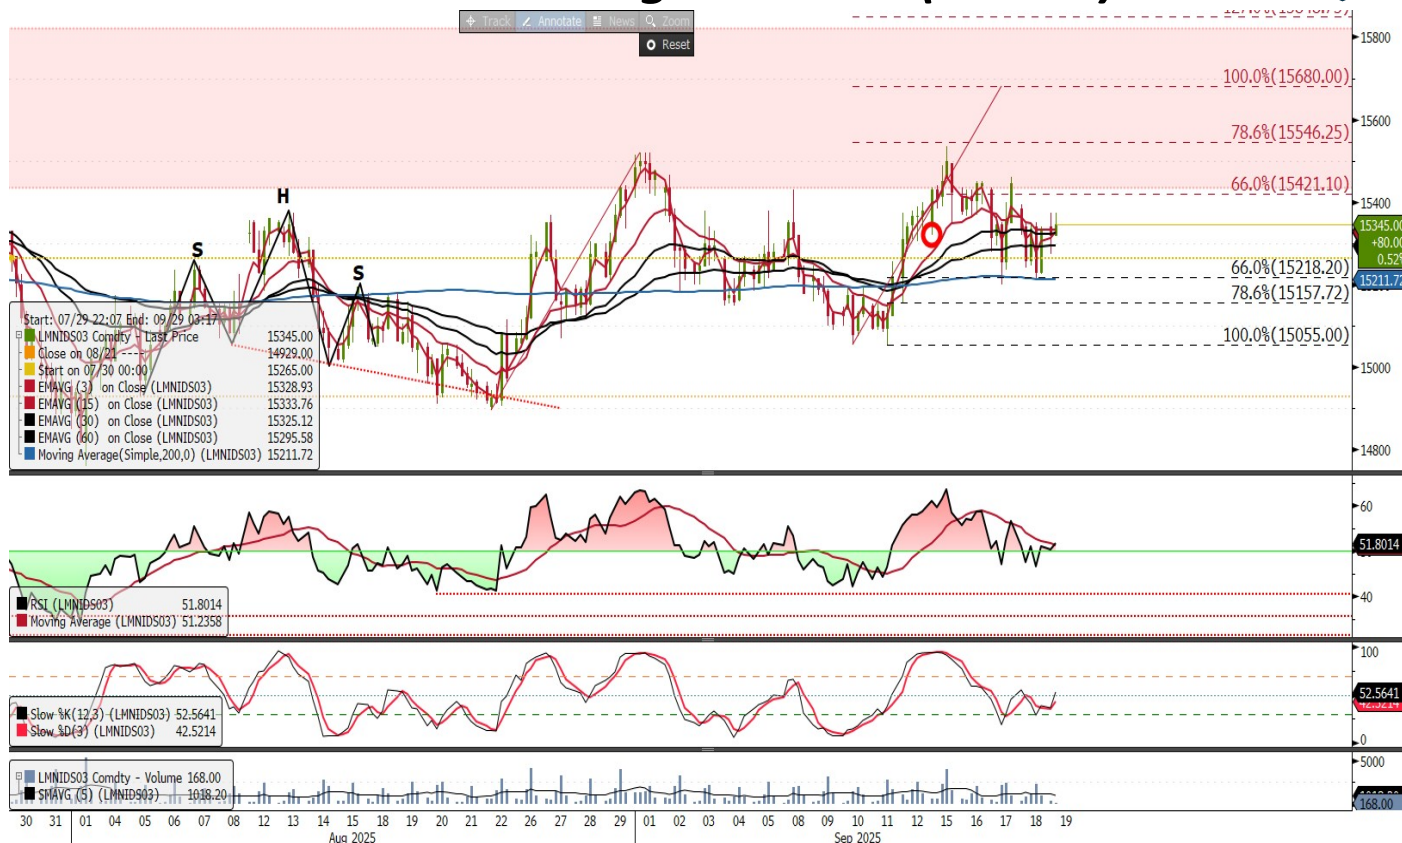 Track Annotate News Zoom
Reset
15800
100.0%(15680.00)
15600
78.6%(15546.25)
66.0%(15421.10)
15400
H
S
S
15345.00
+80.00
0.52%
66.0%(15218.20)
15211.72
78.6%(15157.72)
100.0%(15055.00)
15000
14800
Start: 07/29 22:07 End: 09/29 03:17
LMNIDS03 Comdty - Last Price 15345.00
Close on 08/21 ---- 14929.00
Start on 07/30 00:00 15265.00
EMAVG (3) on Close (LMNIDS03) 15328.93
EMAVG (15) on Close (LMNIDS03) 15333.76
EMAVG (30) on Close (LMNIDS03) 15325.12
EMAVG (60) on Close (LMNIDS03) 15295.58
Moving Average(Simple,200,0) (LMNIDS03) 15211.72
60
51.8014
40
RSI (LMNIDS03) 51.8014
Moving Average (LMNIDS03) 51.2358
100
52.5641
42.5214
0
Slow %K(12,3) (LMNIDS03) 52.5641
Slow %D(3) (LMNIDS03) 42.5214
5000
168.00
LMNIDS03 Comdty - Volume 168.00
SMAVG (5) (LMNIDS03) 1018.20
30 31 01 04 05 06 07 08 12 12 13 14 15 18 19 20 21 22 26 27 28 29 01 02 03 04 05 08 09 10 11 12 15 16 17 18 19
Aug 2025 Sep 2025